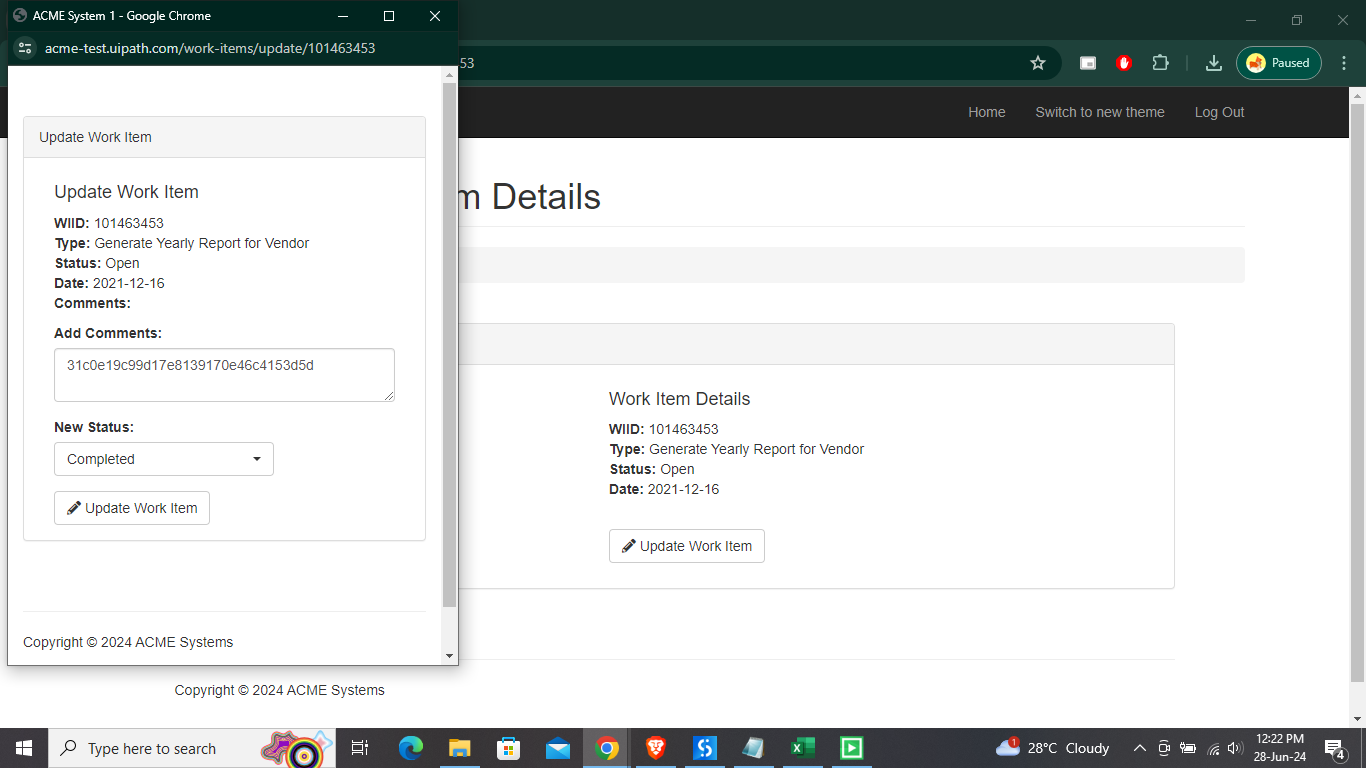 ACME System 1 - Google Chrome
acme-test.uipath.com/work-items/update/101463453
53
Paused
Home
Switch to new theme
Log Out
Update Work Item
Update Work Item
WIID: 101463453
Type: Generate Yearly Report for Vendor
Status: Open
Date: 2021-12-16
Comments:
Add Comments:
31c0e19c99d17e8139170e46c4153d5d
New Status:
Completed
Update Work Item
Copyright © 2024 ACME Systems
m Details
Work Item Details
WIID: 101463453
Type: Generate Yearly Report for Vendor
Status: Open
Date: 2021-12-16
Update Work Item
Copyright © 2024 ACME Systems
Type here to search
1
28°C Cloudy
12:22 PM
28-Jun-24
4